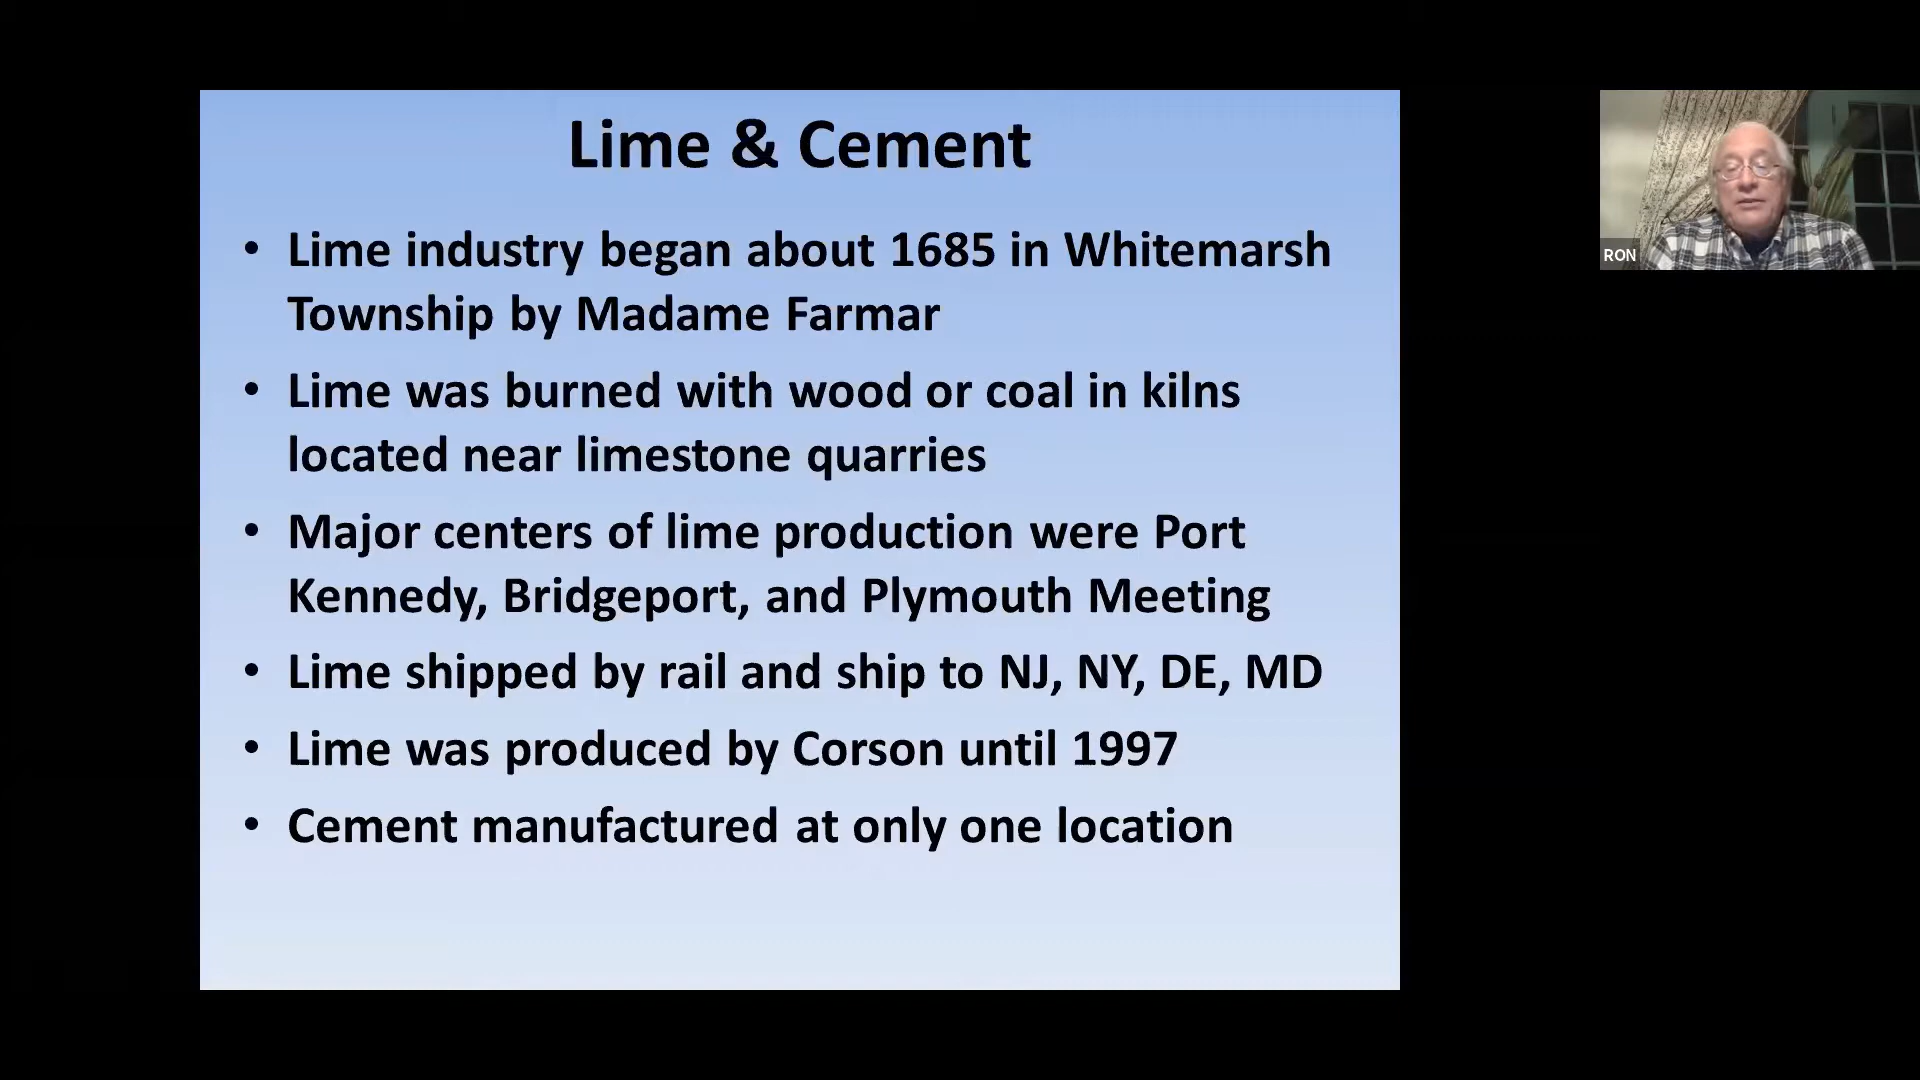 Lime & Cement
• Lime industry began about 1685 in Whitemarsh
Township by Madame Farmar
• Lime was burned with wood or coal in kilns
located near limestone quarries
• Major centers of lime production were Port
Kennedy, Bridgeport, and Plymouth Meeting
• Lime shipped by rail and ship to NJ, NY, DE, MD
• Lime was produced by Corson until 1997
• Cement manufactured at only one location
RON